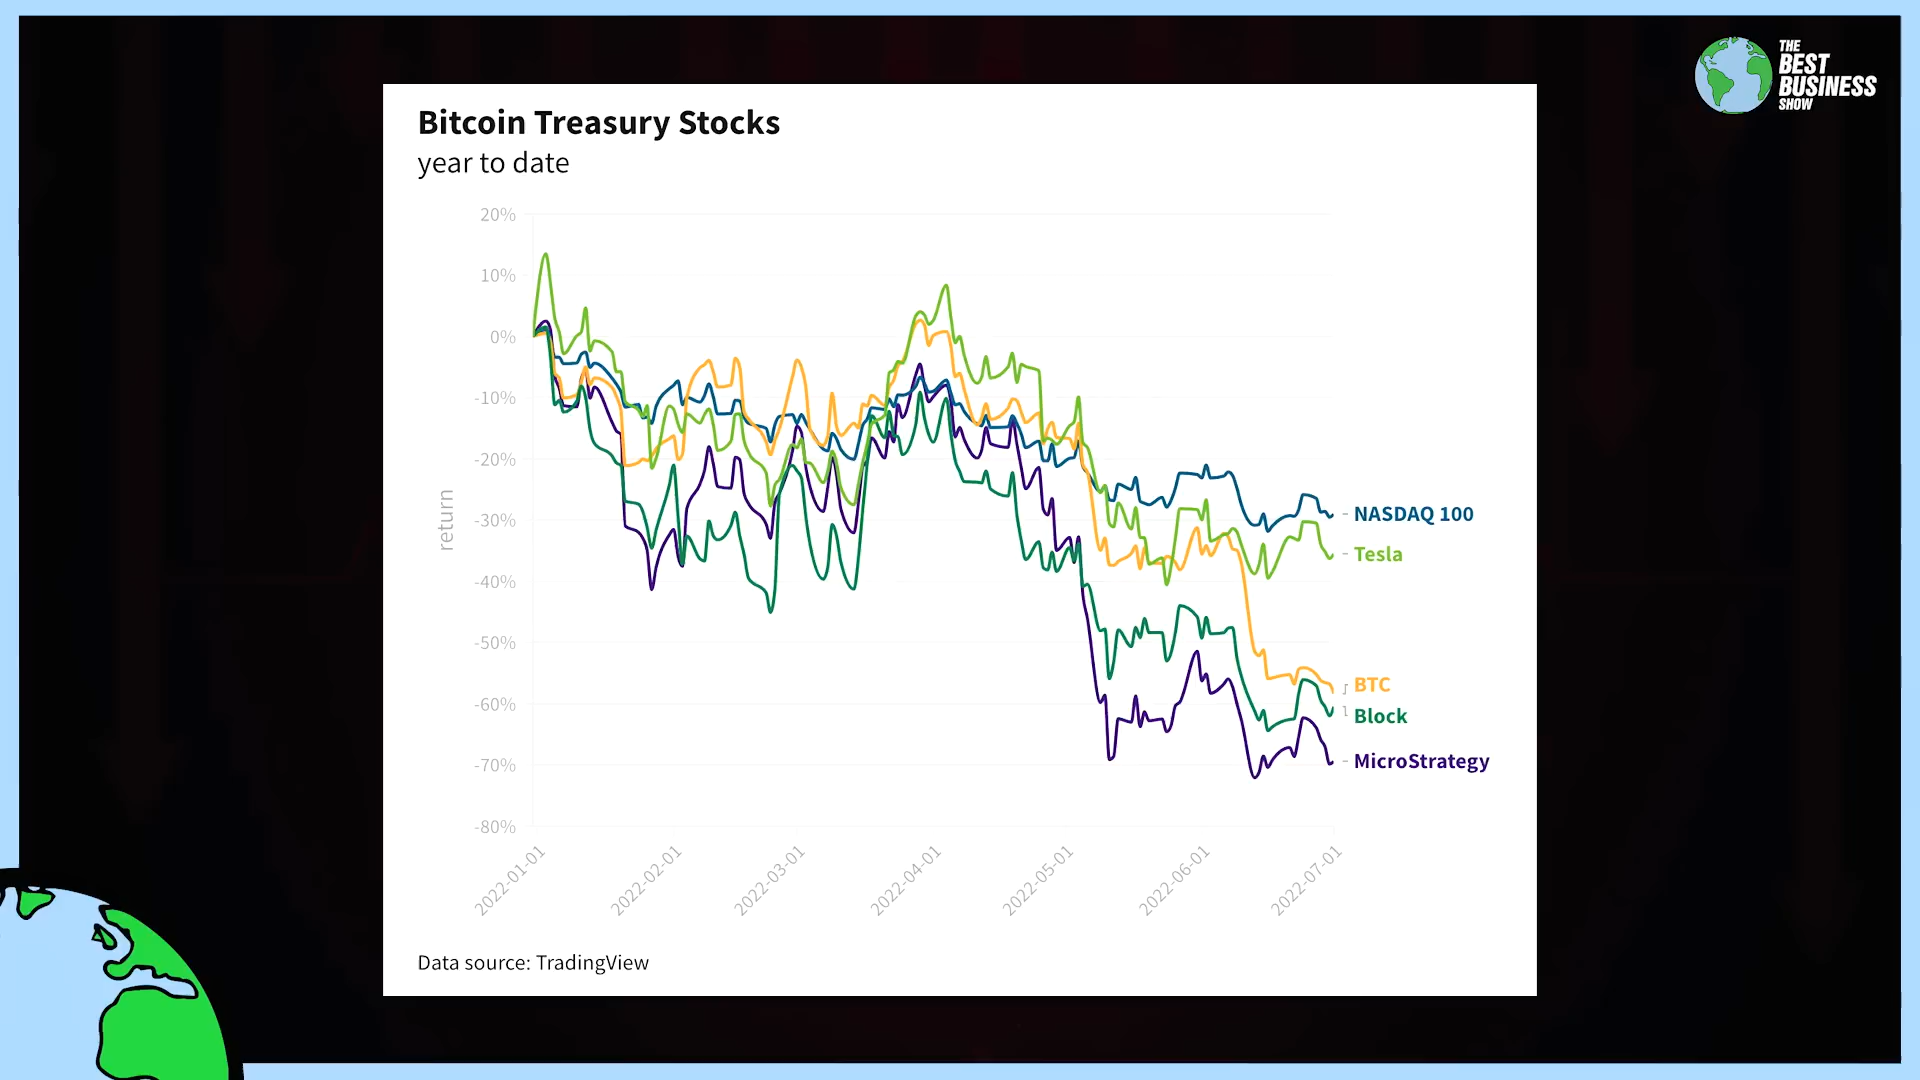 THE
BEST
BUSINESS
SHOW
Bitcoin Treasury Stocks
year to date
20%
10%
0%
-10%
-20%
-30%
-40%
-50%
-60%
-70%
-80%
return
NASDAQ 100
Tesla
BTC
Block
MicroStrategy
2022-01-01
2022-02-01
2022-03-01
2022-04-01
2022-05-01
2022-06-01
2022-07-01
Data source: TradingView